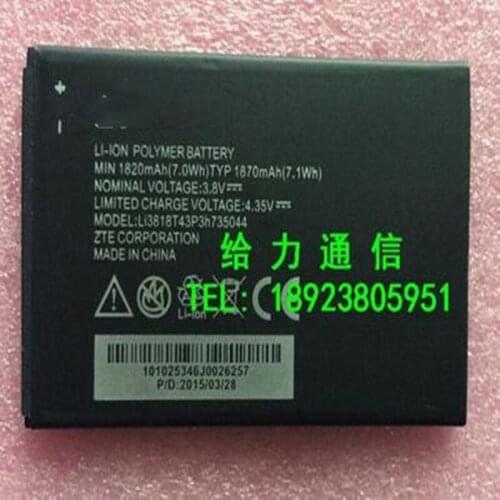 +
-
LI-ION POLYMER BATTERY
MIN 1820mAh(7.0Wh)TYP 1870mAh(7.1Wh)
NOMINAL VOLTAGE:3.8V
LIMITED CHARGE VOLTAGE:4.35V
MODEL:Li3818T43P3h735044
ZTE CORPORATION
MADE IN CHINA
给力通信
TEL: 18923805951
Li-ion
101025346J0026257
P/D:2015/03/28